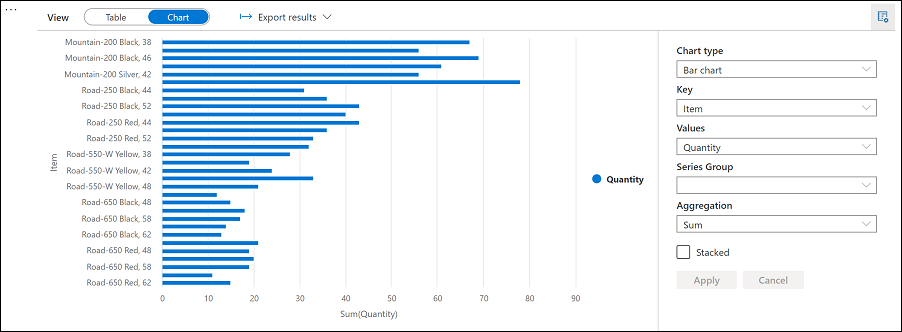 ...
View Table Chart Export results
Mountain-200 Black, 38
Mountain-200 Black, 46
Mountain-200 Silver, 42
Road-250 Black, 44
Road-250 Black, 52
Road-250 Red, 44
Road-250 Red, 52
Road-550-W Yellow, 38
Road-550-W Yellow, 42
Road-550-W Yellow, 48
Road-650 Black, 48
Road-650 Black, 58
Road-650 Black, 62
Road-650 Red, 48
Road-650 Red, 58
Road-650 Red, 62
Item
0 10 20 30 40 50 60 70 80 90
Sum(Quantity)
Quantity
Chart type
Bar chart
Key
Item
Values
Quantity
Series Group
Aggregation
Sum
Stacked
Apply Cancel